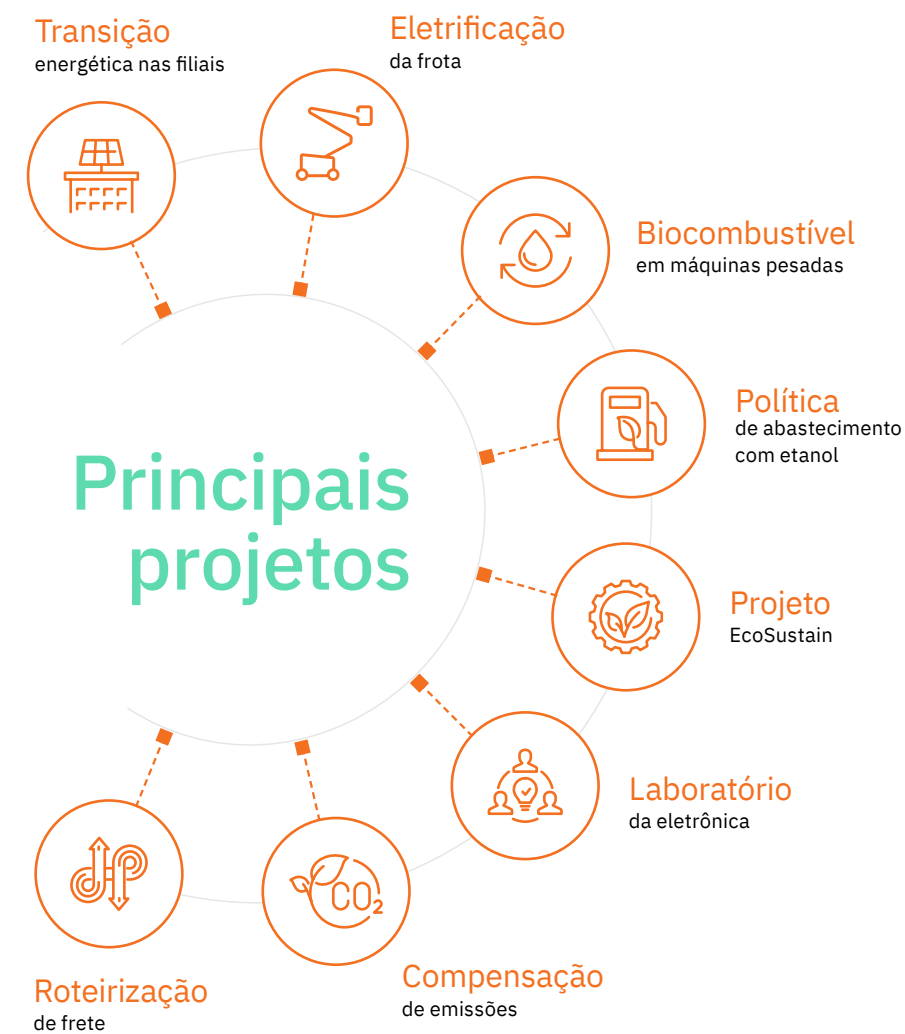 Transição
energética nas filiais
Eletrificação
da frota
Biocombustível
em máquinas pesadas
Política
de abastecimento
com etanol
Principais
projetos
Projeto
EcoSustain
Laboratório
da eletrônica
CO₂
Compensação
de emissões
Roteirização
de frete